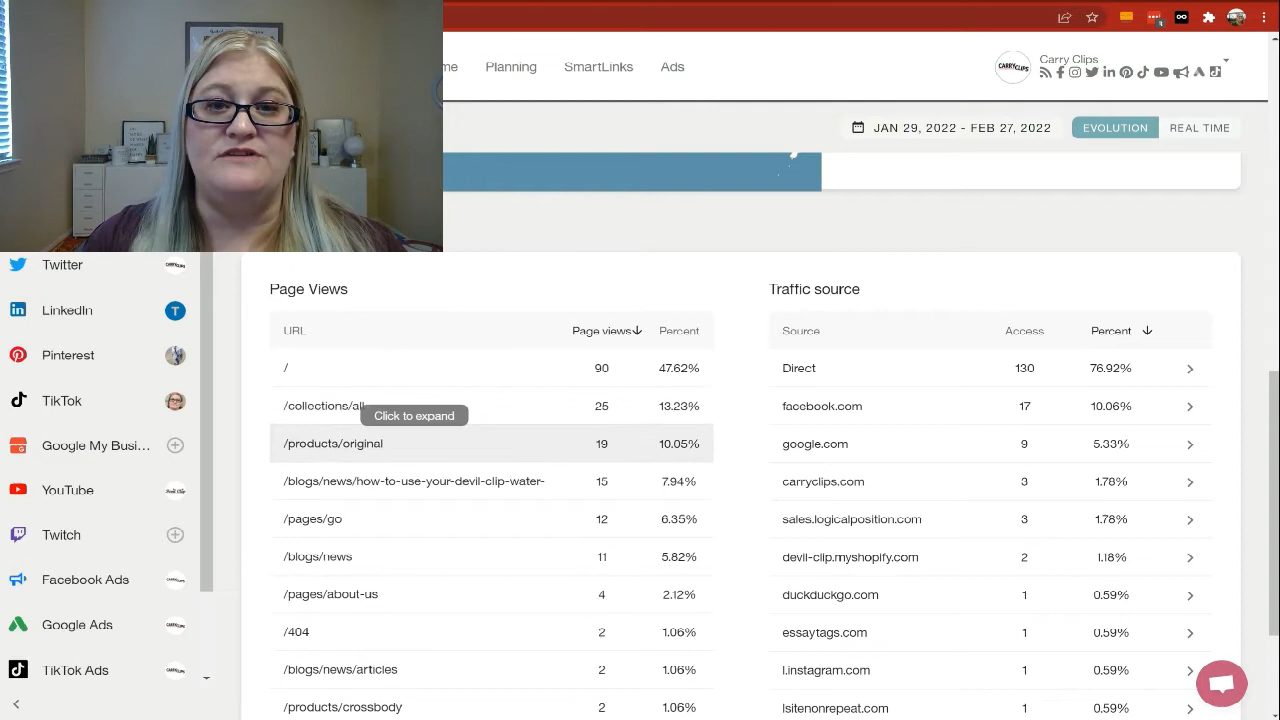 me Planning SmartLinks Ads
CARRYCLIPS
Carry Clips
JAN 29, 2022 - FEB 27, 2022
EVOLUTION
REAL TIME
Twitter
LinkedIn
T
Pinterest
TikTok
Google My Busi...
YouTube
Twitch
Facebook Ads
Google Ads
TikTok Ads
Page Views
URL Page views Percent
/ 90 47.62%
/collections/all 25 13.23%
Click to expand
/products/original 19 10.05%
/blogs/news/how-to-use-your-devil-clip-water- 15 7.94%
/pages/go 12 6.35%
/blogs/news 11 5.82%
/pages/about-us 4 2.12%
/404 2 1.06%
/blogs/news/articles 2 1.06%
/products/crossbody 2 1.06%
Traffic source
Source Access Percent
Direct 130 76.92%
facebook.com 17 10.06%
google.com 9 5.33%
carryclips.com 3 1.78%
sales.logicalposition.com 3 1.78%
devil-clip.myshopify.com 2 1.18%
duckduckgo.com 1 0.59%
essaytags.com 1 0.59%
l.instagram.com 1 0.59%
lsitenonrepeat.com 1 0.59%